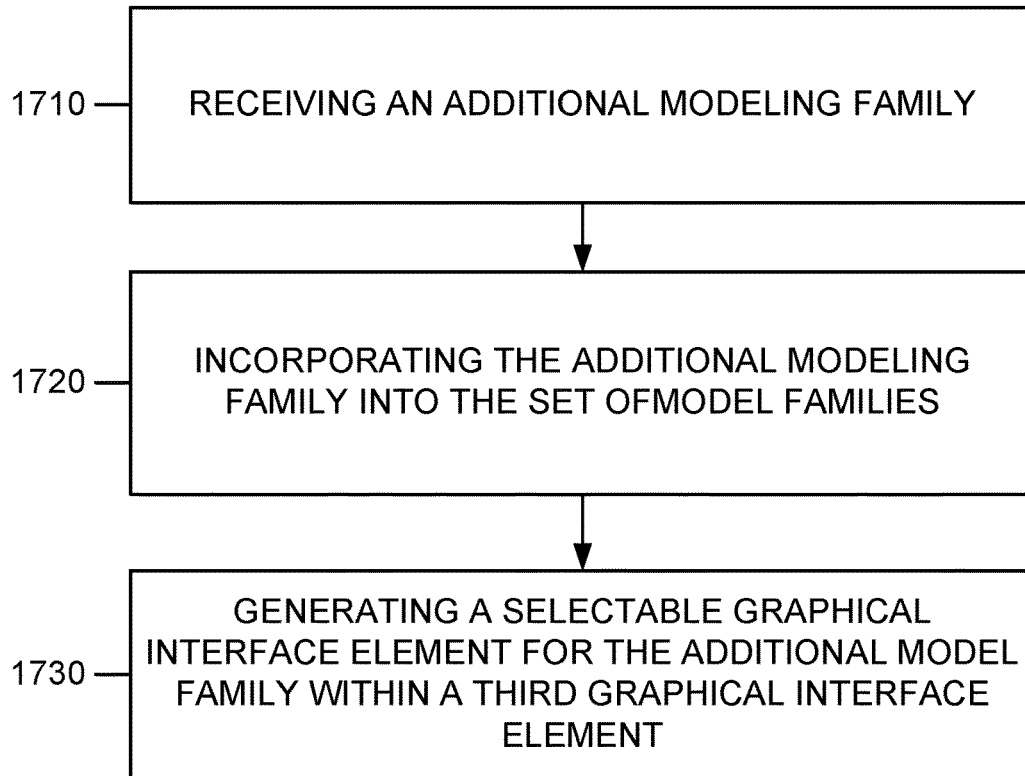 1710
RECEIVING AN ADDITIONAL MODELING FAMILY
1720
INCORPORATING THE ADDITIONAL MODELING
FAMILY INTO THE SET OFMODEL FAMILIES
1730
GENERATING A SELECTABLE GRAPHICAL
INTERFACE ELEMENT FOR THE ADDITIONAL MODEL
FAMILY WITHIN A THIRD GRAPHICAL INTERFACE
ELEMENT